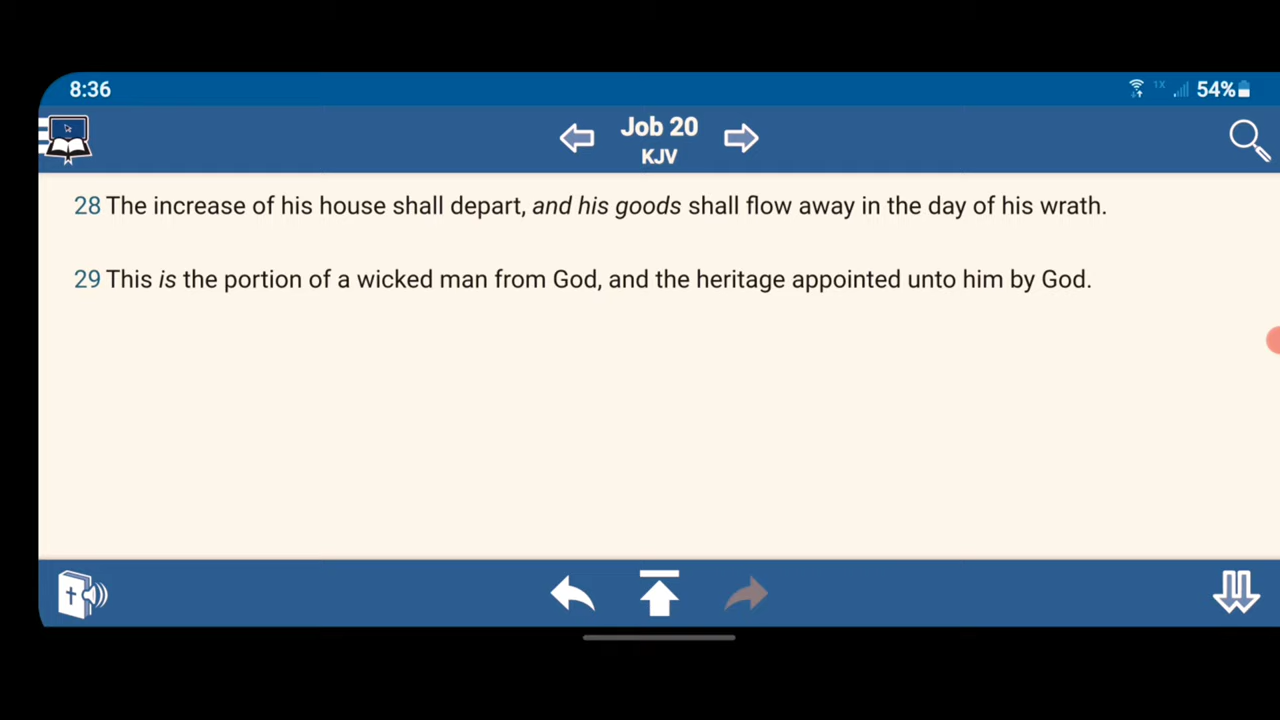 8:36
1X 54%
Job 20
KJV
28 The increase of his house shall depart, and his goods shall flow away in the day of his wrath.
29 This is the portion of a wicked man from God, and the heritage appointed unto him by God.